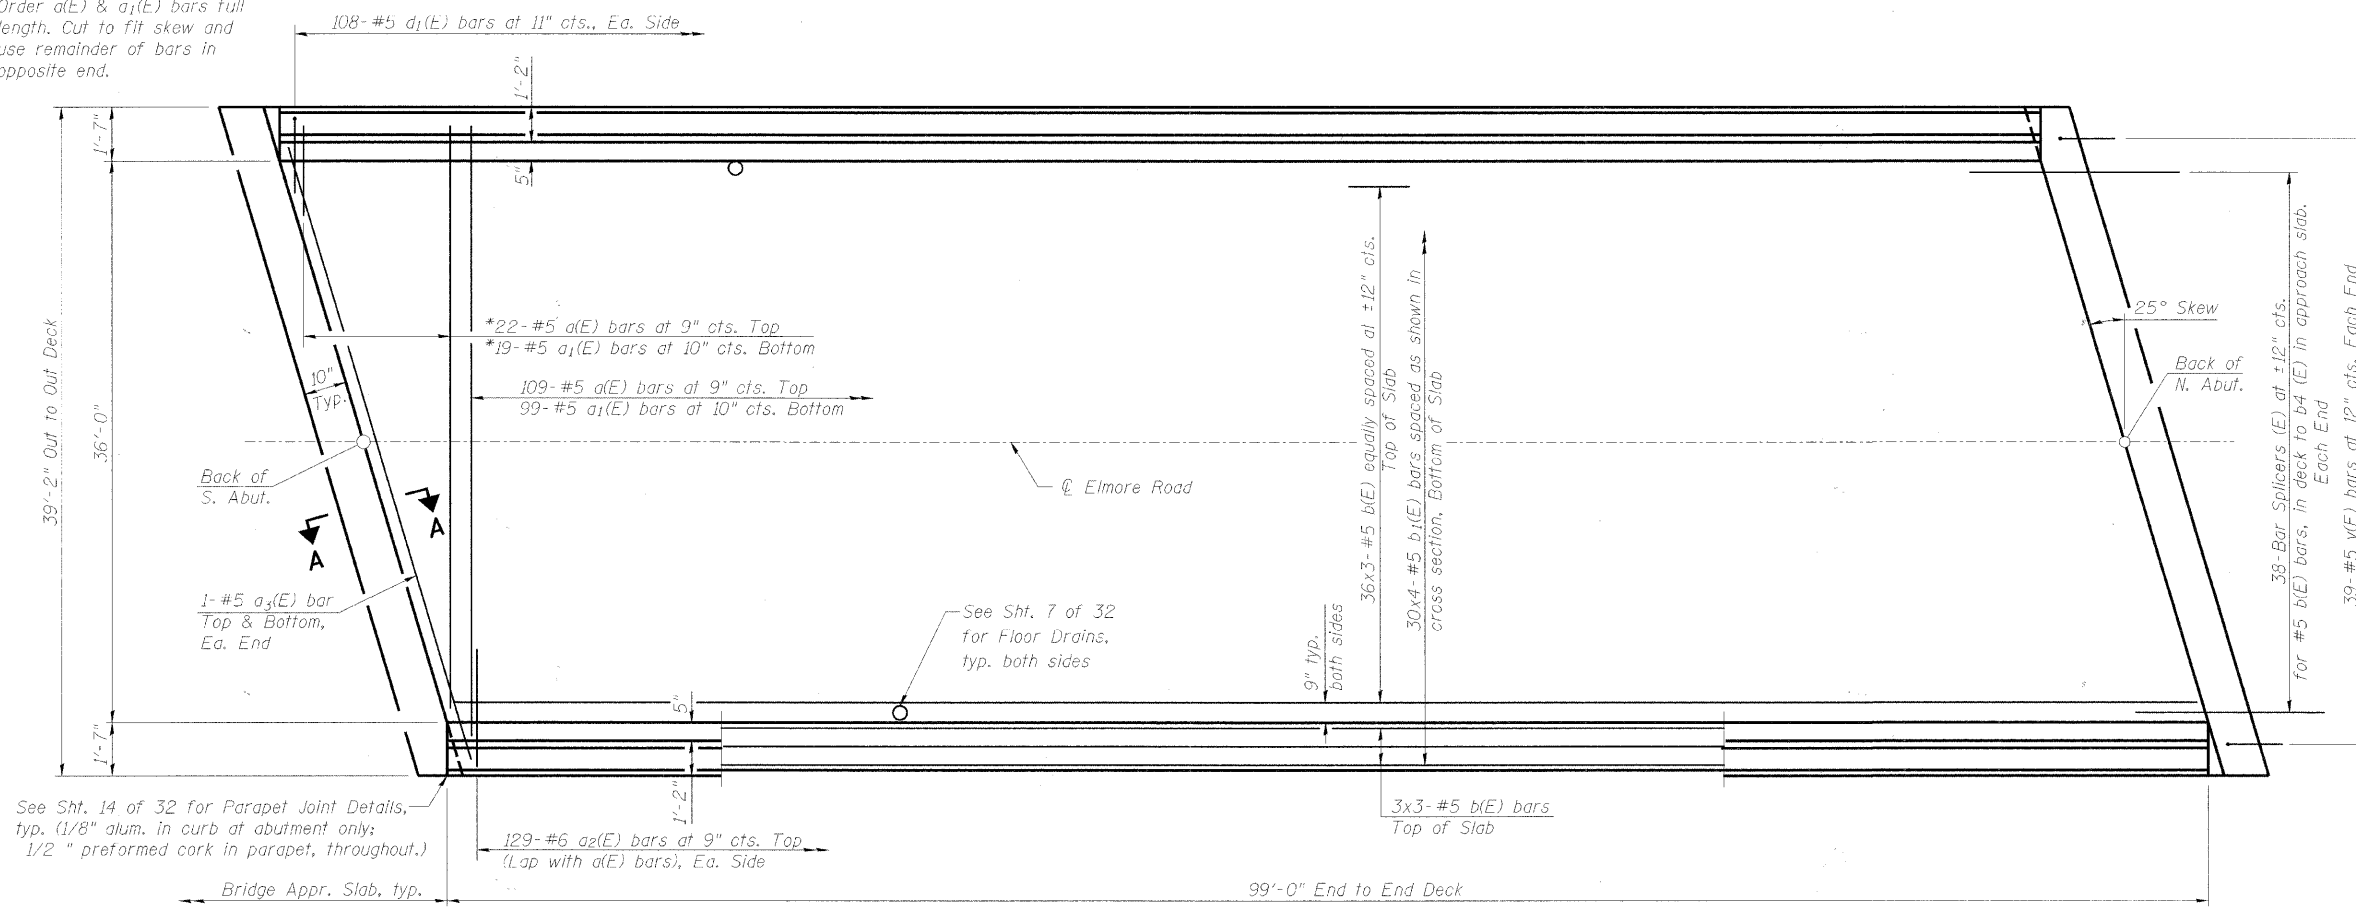 Order a(E) & a1(E) bars full
length. Cut to fit skew and
use remainder of bars in
opposite end.
108-#5 d1(E) bars at 11" cts., Ea. Side
1'-2"
1'-7"
5"
39'-2" Out to Out Deck
36'-0"
*22-#5 a(E) bars at 9" cts. Top
*19-#5 a1(E) bars at 10" cts. Bottom
10"
Typ.
109-#5 a(E) bars at 9" cts. Top
99-#5 a1(E) bars at 10" cts. Bottom
36x3-#5 b(E) equally spaced at ±12" cts.
Top of Slab
30x4-#5 b1(E) bars spaced as shown in
cross section, Bottom of Slab
25° Skew
Back of
N. Abut.
38-Bar Splicers (E) at ±12" cts.
for #5 b(E) bars, in deck to b4 (E) in approach slab.
Each End
39-#5 v(E) bars at 12" cts. Each End
Back of
S. Abut.
℄ Elmore Road
A
A
1-#5 a3(E) bar
Top & Bottom,
Ea. End
See Sht. 7 of 32
for Floor Drains,
typ. both sides
9" typ.
both sides
5"
1'-7"
1'-2"
See Sht. 14 of 32 for Parapet Joint Details,
typ. (1/8" alum. in curb at abutment only;
1/2 " preformed cork in parapet, throughout.)
3x3-#5 b(E) bars
Top of Slab
129-#6 a2(E) bars at 9" cts. Top
(Lap with a(E) bars), Ea. Side
Bridge Appr. Slab, typ.
99'-0" End to End Deck